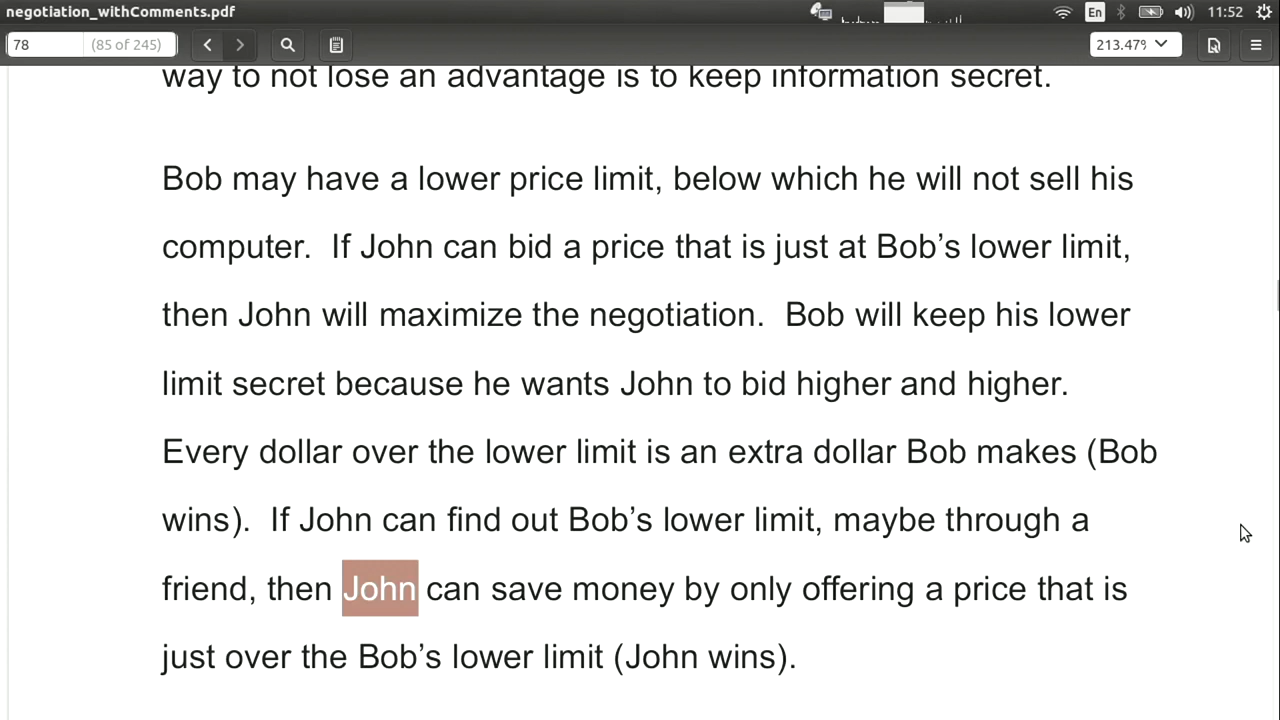 negotiation_withComments.pdf
En
11:52
78
(85 of 245)
213.47%
way to not lose an advantage is to keep information secret.
Bob may have a lower price limit, below which he will not sell his
computer.  If John can bid a price that is just at Bob’s lower limit,
then John will maximize the negotiation.  Bob will keep his lower
limit secret because he wants John to bid higher and higher.
Every dollar over the lower limit is an extra dollar Bob makes (Bob
wins).  If John can find out Bob’s lower limit, maybe through a
friend, then John can save money by only offering a price that is
just over the Bob’s lower limit (John wins).